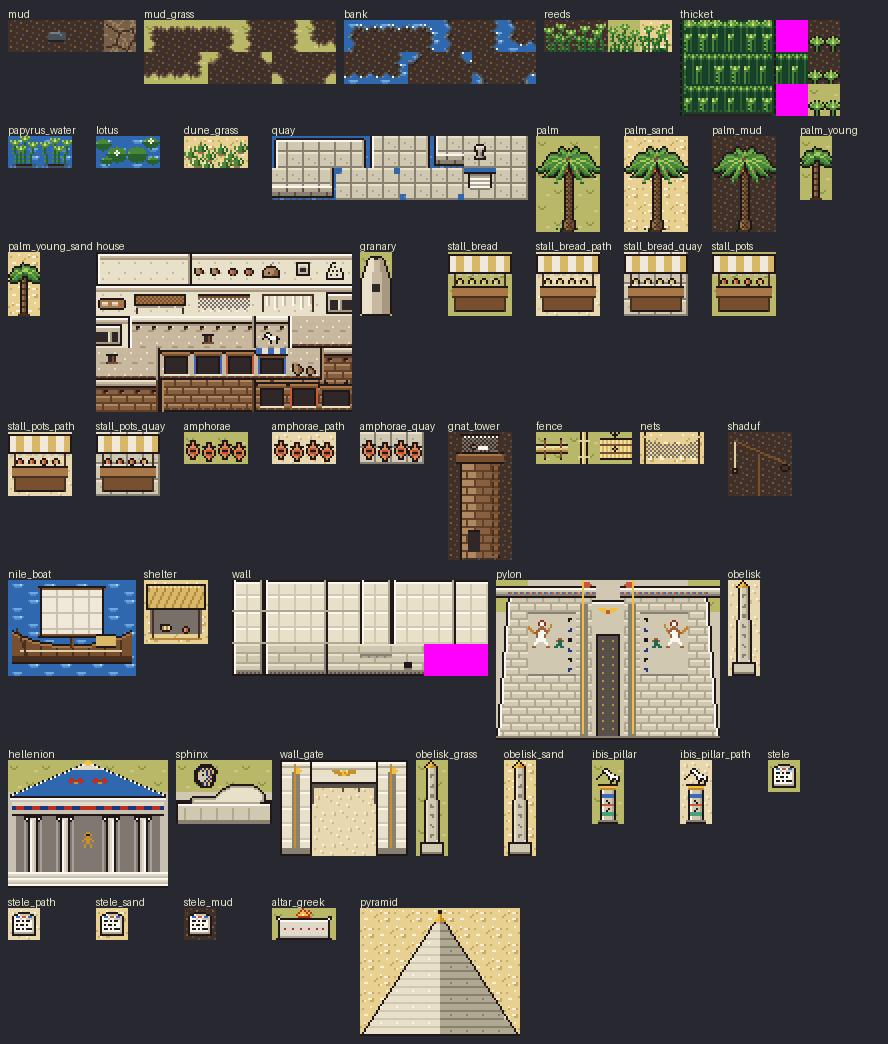 mud mud_grass bank reeds thicket
papyrus_water lotus dune_grass quay palm palm_sand palm_mud palm_young
palm_young_sand house granary stall_bread stall_bread_path stall_bread_quay stall_pots
stall_pots_path stall_pots_quay amphorae amphorae_path amphorae_quay gnat_tower fence nets shaduf
nile_boat shelter wall pylon obelisk
hellenion sphinx wall_gate obelisk_grass obelisk_sand ibis_pillar ibis_pillar_path stele
stele_path stele_sand stele_mud altar_greek pyramid